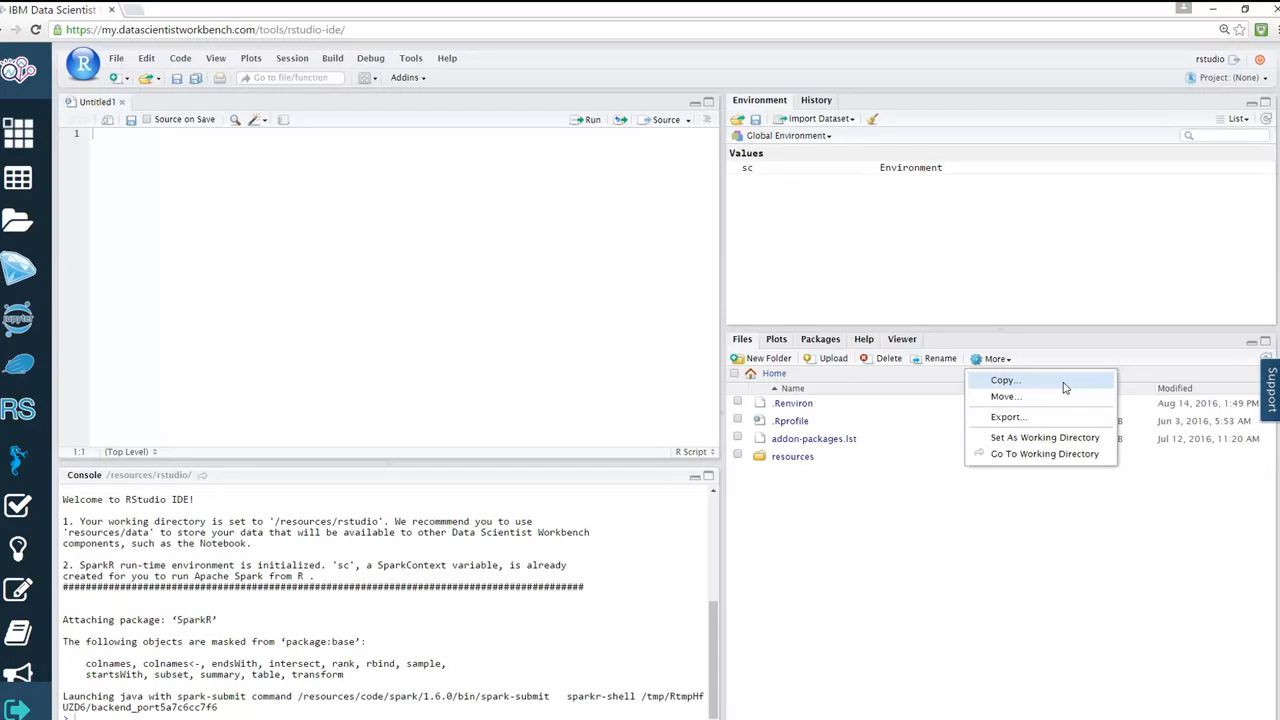 IBM Data Scientist
https://my.datascientistworkbench.com/tools/rstudio-ide/
R File Edit Code View Plots Session Build Debug Tools Help
rstudio
Go to file/function Addins
Project: (None)
Untitled1
Source on Save Run Source
1
1:1 (Top Level) R Script
Environment History
Import Dataset List
Global Environment
Values
sc Environment
Console /resources/rstudio/
Welcome to RStudio IDE!
1. Your working directory is set to '/resources/rstudio'. We recommmend you to use
'resources/data' to store your data that will be available to other Data Scientist Workbench
components, such as the Notebook.
2. SparkR run-time environment is initialized. 'sc', a SparkContext variable, is already
created for you to run Apache Spark from R .
##########################################################################################
Attaching package: ‘SparkR’
The following objects are masked from ‘package:base’:
colnames, colnames<-, endsWith, intersect, rank, rbind, sample,
startsWith, subset, summary, table, transform
Launching java with spark-submit command /resources/code/spark/1.6.0/bin/spark-submit sparkr-shell /tmp/RtmpHf
UZD6/backend_port5a7c6cc7f6
>
Files Plots Packages Help Viewer
New Folder Upload Delete Rename More
Home
Name Modified
.Renviron Aug 14, 2016, 1:49 PM
.Rprofile B Jun 3, 2016, 5:53 AM
addon-packages.lst B Jul 12, 2016, 11:20 AM
resources
Copy...
Move...
Export...
Set As Working Directory
Go To Working Directory
Support
jupyter
RS